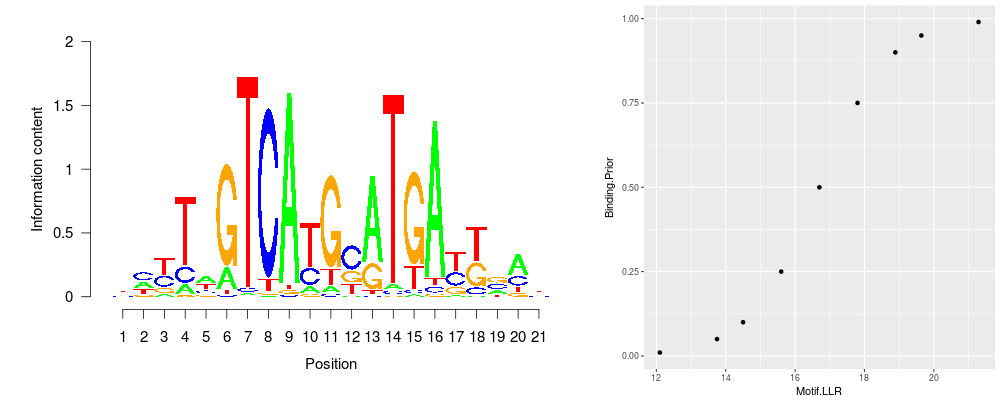 2
1.5
1
0.5
0
Information content
1 2 3 4 5 6 7 8 9 10 11 12 13 14 15 16 17 18 19 20 21
Position
T G T C A T G C A T G A T T A
1.00
0.75
0.50
0.25
0.00
Binding.Prior
12 14 16 18 20
Motif.LLR